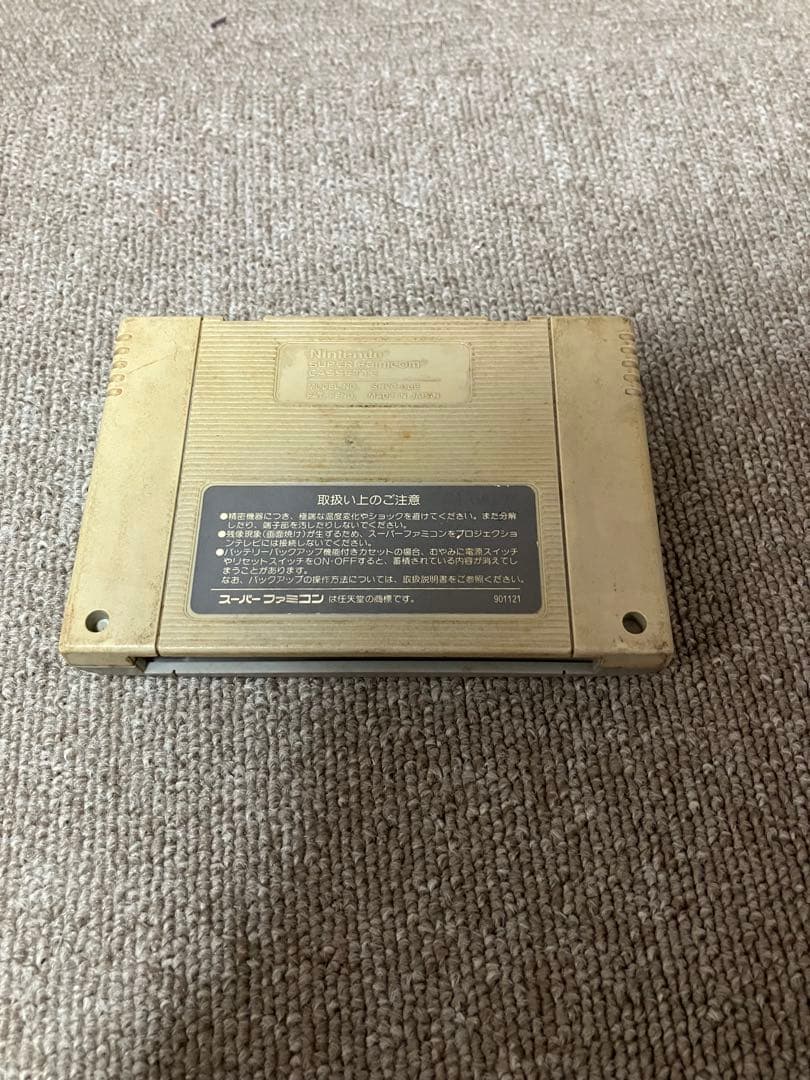 Nintendo
SUPER Famicom
CASSETTE
MODEL NO. SHVC-006
PAT. PEND. MADE IN JAPAN
取扱い上のご注意
●精密機器につき、極端な温度変化やショックを避けてください。また分解
したり、端子部を汚したりしないでください。
●残像現象(画面焼け)が生ずるため、スーパーファミコンをプロジェクショ
ンテレビには接続しないでください。
●バッテリーバックアップ機能付きカセットの場合、むやみに電源スイッチ
やリセットスイッチをON·OFFすると、蓄積されている内容が消えてし
まうことがあります。
なお、バックアップの操作方法については、取扱説明書をご参照ください。
スーパーファミコン は任天堂の商標です。 901121